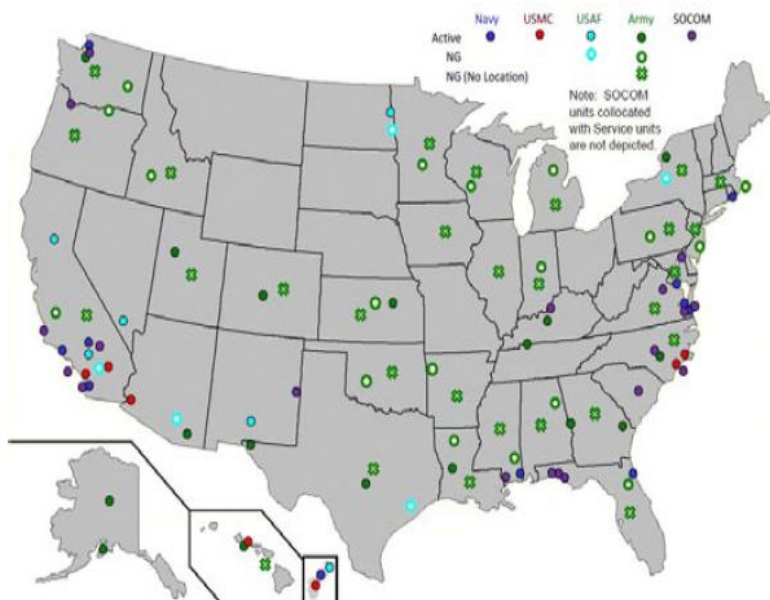 Navy USMC USAF Army SOCOM
Active
NG
NG (No Location)
Note: SOCOM
units collocated
with Service units
are not depicted.